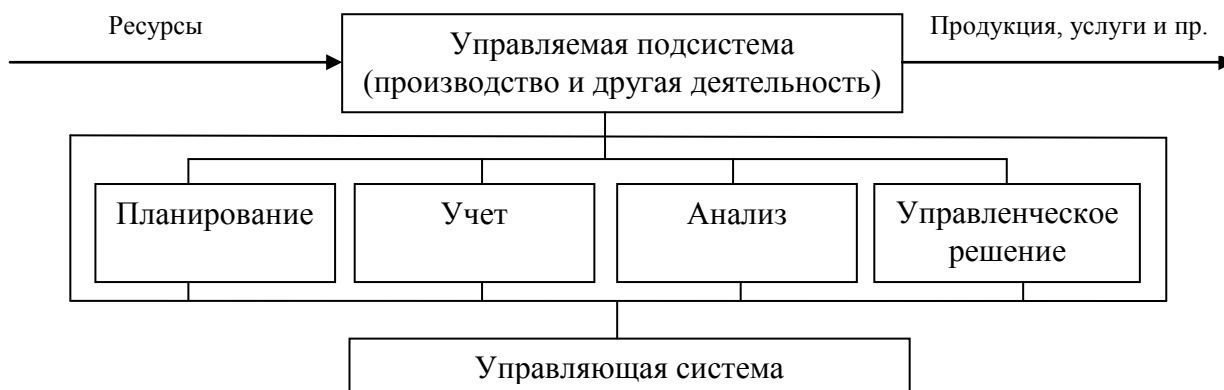 Ресурсы
Продукция, услуги и пр.
Управляемая подсистема
(производство и другая деятельность)
Планирование
Учет
Анализ
Управленческое
решение
Управляющая система